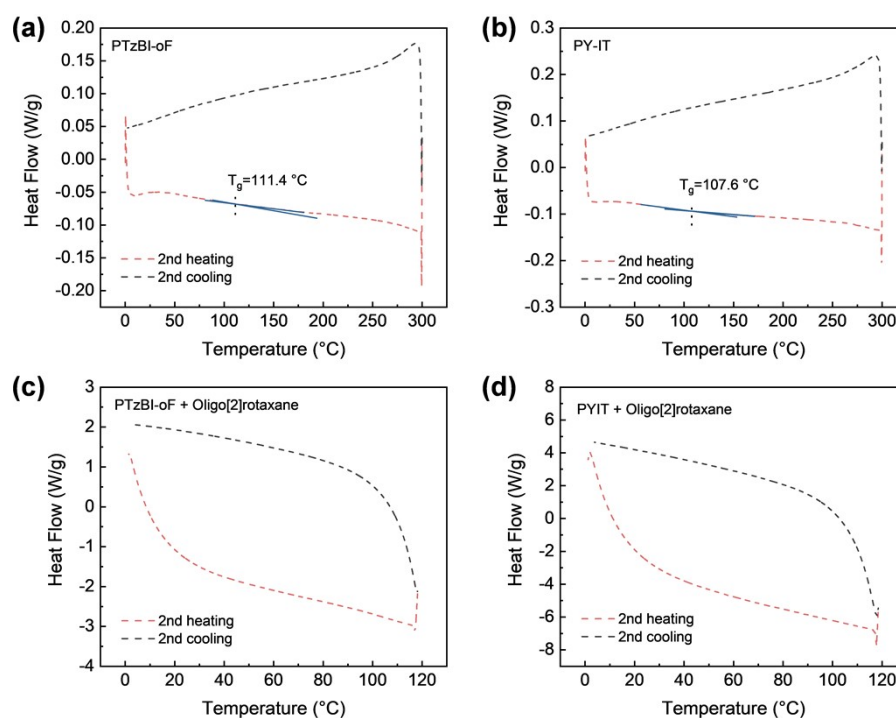 (a)
PTzBI-oF
Heat Flow (W/g)
0.20
0.15
0.10
0.05
0.00
-0.05
-0.10
-0.15
-0.20
Tg=111.4 °C
2nd heating
2nd cooling
0 50 100 150 200 250 300
Temperature (°C)
(b)
PY-IT
Heat Flow (W/g)
0.3
0.2
0.1
0.0
-0.1
-0.2
-0.3
Tg=107.6 °C
2nd heating
2nd cooling
0 50 100 150 200 250 300
Temperature (°C)
(c)
PTzBI-oF + Oligo[2]rotaxane
Heat Flow (W/g)
3
2
1
0
-1
-2
-3
-4
2nd heating
2nd cooling
0 20 40 60 80 100 120
Temperature (°C)
(d)
PYIT + Oligo[2]rotaxane
Heat Flow (W/g)
8
6
4
2
0
-2
-4
-6
-8
2nd heating
2nd cooling
0 20 40 60 80 100 120
Temperature (°C)